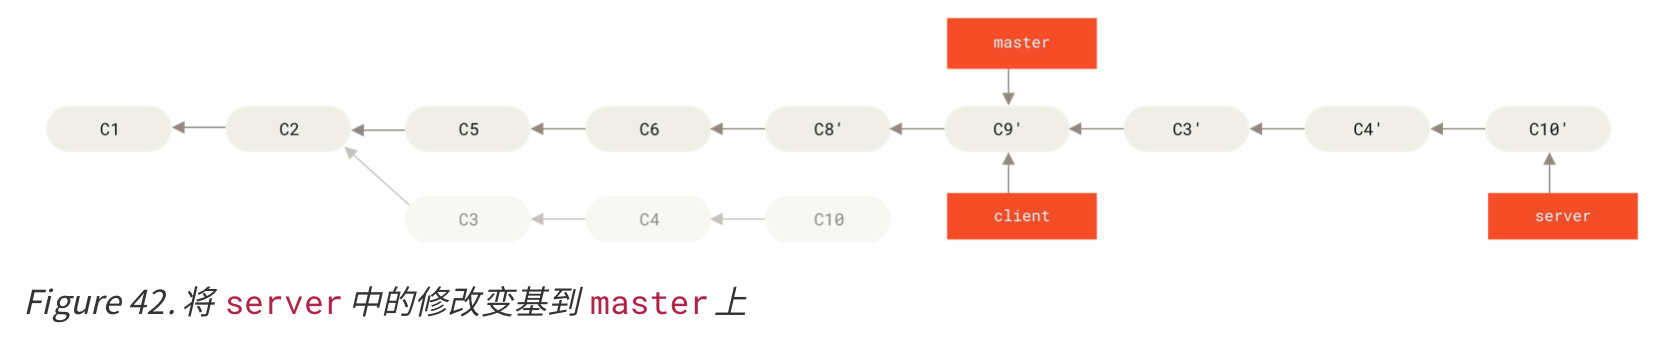 master
C1 C2 C5 C6 C8' C9' C3' C4' C10'
C3 C4 C10 client server
Figure 42. 将 server 中的修改变基到 master 上